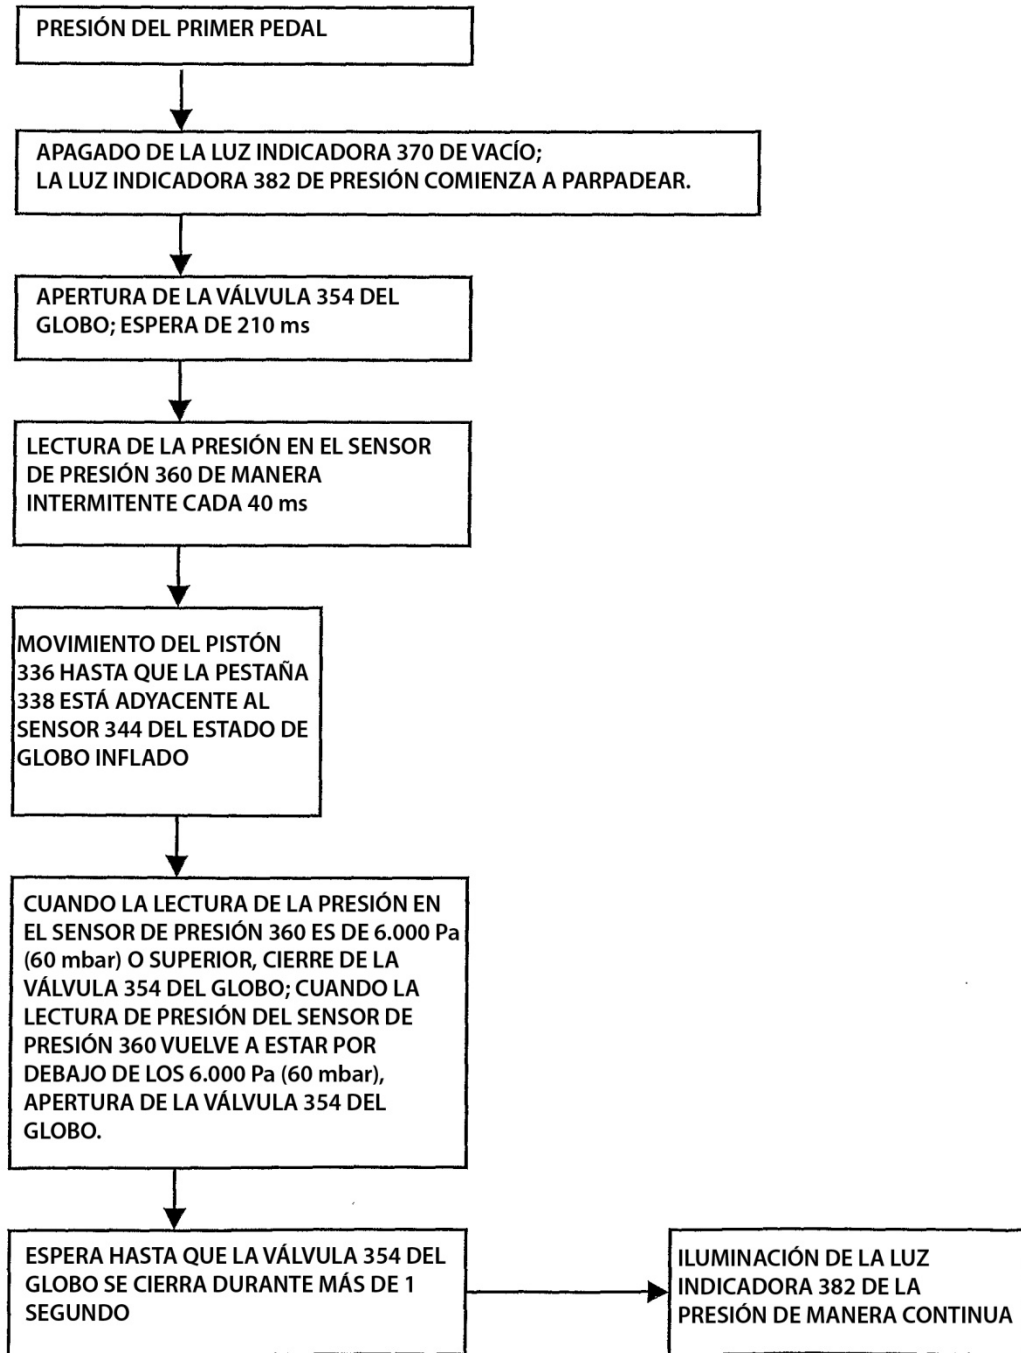 PRESIÓN DEL PRIMER PEDAL
APAGADO DE LA LUZ INDICADORA 370 DE VACÍO;
LA LUZ INDICADORA 382 DE PRESIÓN COMIENZA A PARPADEAR.
APERTURA DE LA VÁLVULA 354 DEL
GLOBO; ESPERA DE 210 ms
LECTURA DE LA PRESIÓN EN EL SENSOR
DE PRESIÓN 360 DE MANERA
INTERMITENTE CADA 40 ms
MOVIMIENTO DEL PISTÓN
336 HASTA QUE LA PESTAÑA
338 ESTÁ ADYACENTE AL
SENSOR 344 DEL ESTADO DE
GLOBO INFLADO
CUANDO LA LECTURA DE LA PRESIÓN EN
EL SENSOR DE PRESIÓN 360 ES DE 6.000 Pa
(60 mbar) O SUPERIOR, CIERRE DE LA
VÁLVULA 354 DEL GLOBO; CUANDO LA
LECTURA DE PRESIÓN DEL SENSOR DE
PRESIÓN 360 VUELVE A ESTAR POR
DEBAJO DE LOS 6.000 Pa (60 mbar),
APERTURA DE LA VÁLVULA 354 DEL
GLOBO.
ESPERA HASTA QUE LA VÁLVULA 354 DEL
GLOBO SE CIERRA DURANTE MÁS DE 1
SEGUNDO
ILUMINACIÓN DE LA LUZ
INDICADORA 382 DE LA
PRESIÓN DE MANERA CONTINUA